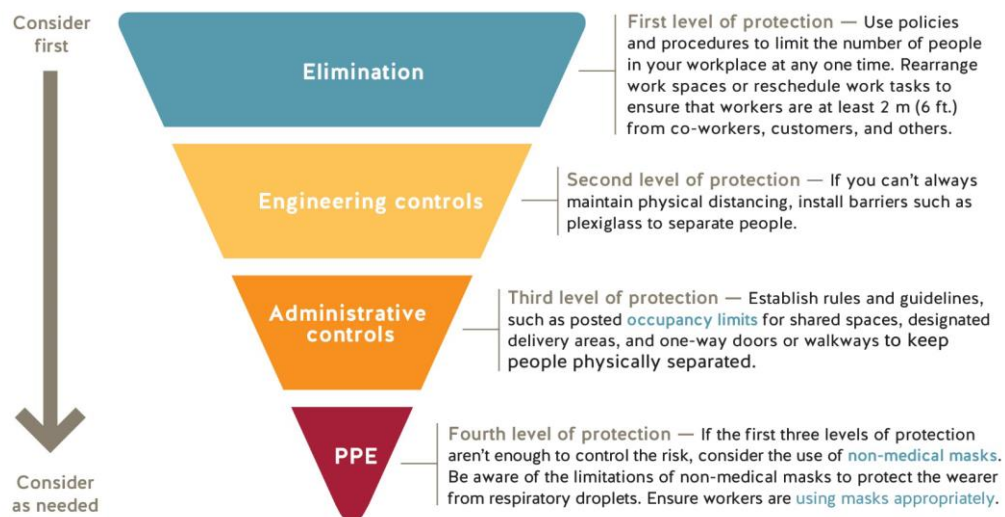 Consider
first
Elimination
First level of protection — Use policies
and procedures to limit the number of people
in your workplace at any one time. Rearrange
work spaces or reschedule work tasks to
ensure that workers are at least 2 m (6 ft.)
from co-workers, customers, and others.
Engineering controls
Second level of protection — If you can’t always
maintain physical distancing, install barriers such as
plexiglass to separate people.
Administrative
controls
Third level of protection — Establish rules and guidelines,
such as posted occupancy limits for shared spaces, designated
delivery areas, and one-way doors or walkways to keep
people physically separated.
PPE
Fourth level of protection — If the first three levels of protection
aren’t enough to control the risk, consider the use of non-medical masks.
Be aware of the limitations of non-medical masks to protect the wearer
from respiratory droplets. Ensure workers are using masks appropriately.
Consider
as needed